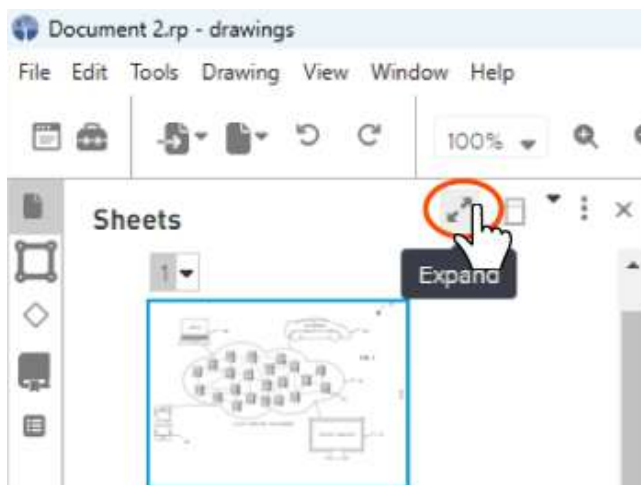 Document 2.rp - drawings
File Edit Tools Drawing View Window Help
100%
Sheets
Expand
1